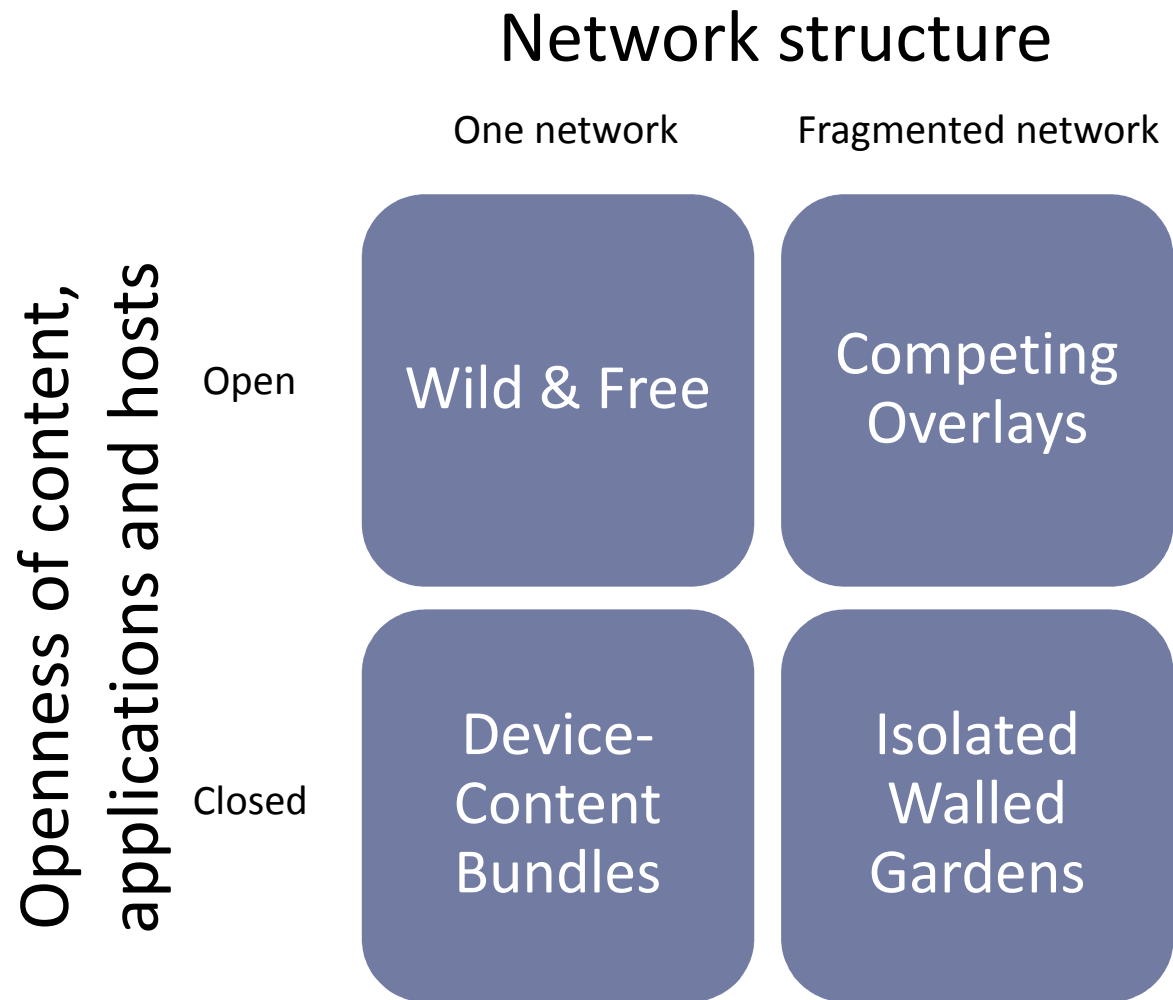 Network structure
One network
Fragmented network
Openness of content,
applications and hosts
Open
Wild & Free
Competing
Overlays
Closed
Device-
Content
Bundles
Isolated
Walled
Gardens